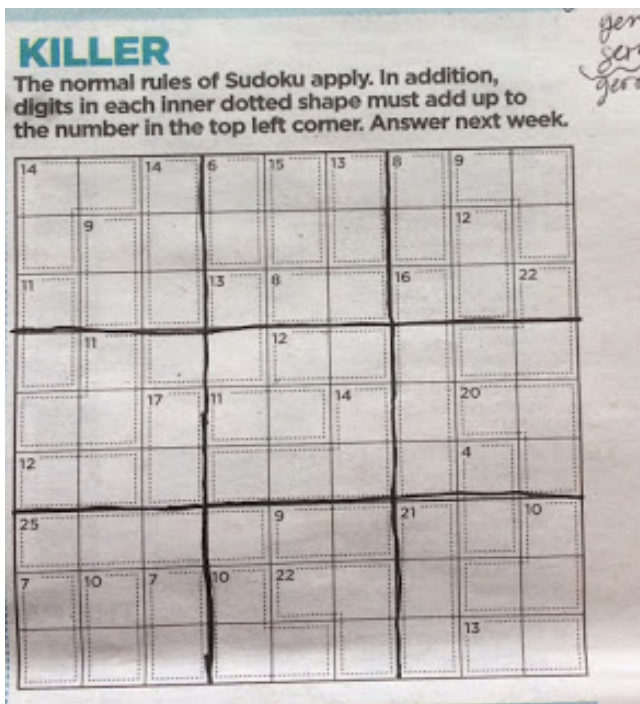 KILLER
The normal rules of Sudoku apply. In addition,
digits in each inner dotted shape must add up to
the number in the top left corner. Answer next week.
14 14 6 15 13 8 9
9 12
11 13 8 16 22
11 12
17 11 14 20
12 4
25 9 21 10
7 10 7 10 22
13